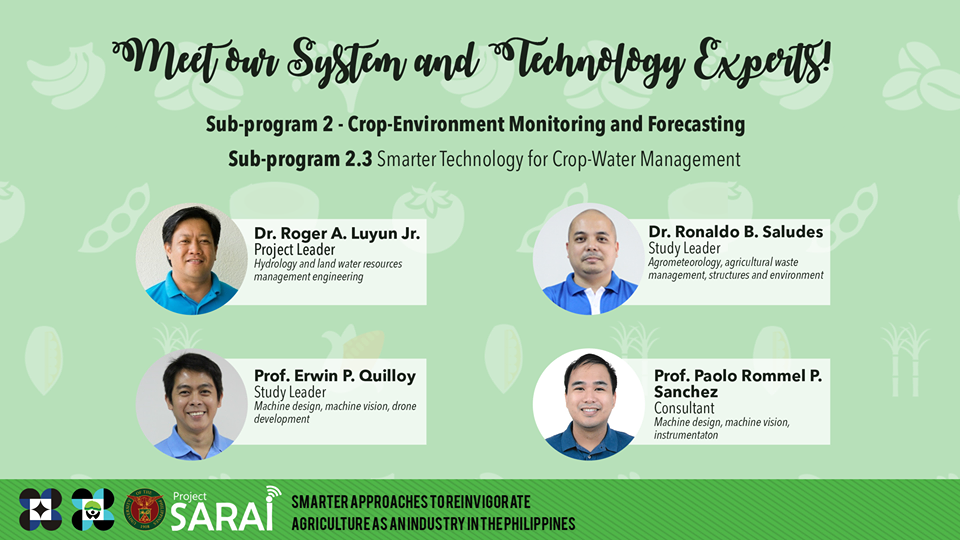 Meet our System and Technology Experts!
Sub-program 2 - Crop-Environment Monitoring and Forecasting
Sub-program 2.3 Smarter Technology for Crop-Water Management
Dr. Roger A. Luyun Jr.
Project Leader
Hydrology and land water resources
management engineering
Dr. Ronaldo B. Saludes
Study Leader
Agrometeorology, agricultural waste
management, structures and environment
Prof. Erwin P. Quilloy
Study Leader
Machine design, machine vision, drone
development
Prof. Paolo Rommel P.
Sanchez
Consultant
Machine design, machine vision,
instrumentaton
Project
SARAI
SMARTER APPROACHES TO REINVIGORATE
AGRICULTURE AS AN INDUSTRY IN THE PHILIPPINES